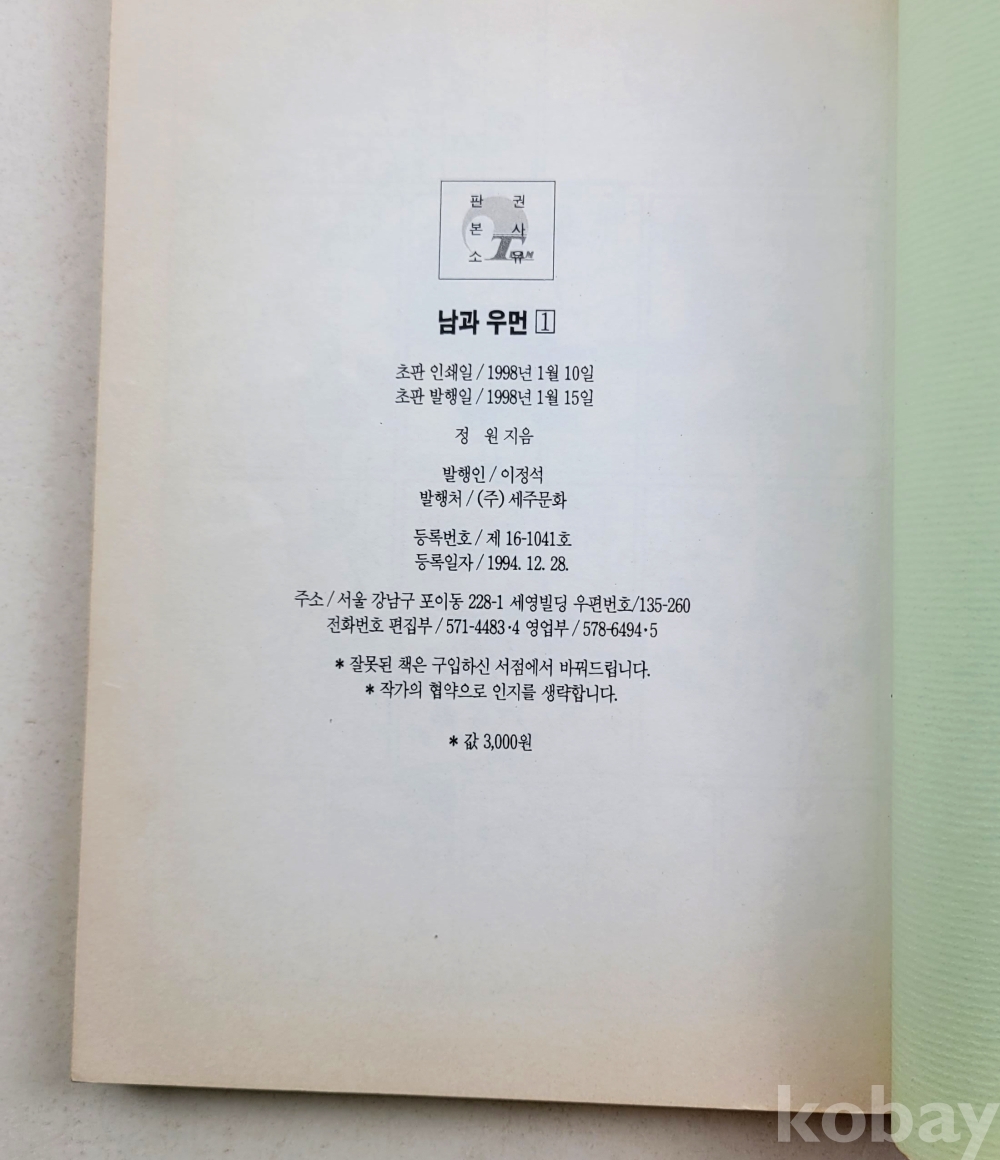 판 권
본 사
소 유
남과 우먼 1
초판 인쇄일 / 1998년 1월 10일
초판 발행일 / 1998년 1월 15일
정 원 지음
발행인 / 이정석
발행처 / (주) 세주문화
등록번호 / 제 16-1041호
등록일자 / 1994. 12. 28.
주소 / 서울 강남구 포이동 228-1 세영빌딩 우편번호/135-260
전화번호 편집부 / 571-4483·4 영업부 / 578-6494·5
* 잘못된 책은 구입하신 서점에서 바꿔드립니다.
* 작가의 협약으로 인지를 생략합니다.
* 값 3,000원
kobay